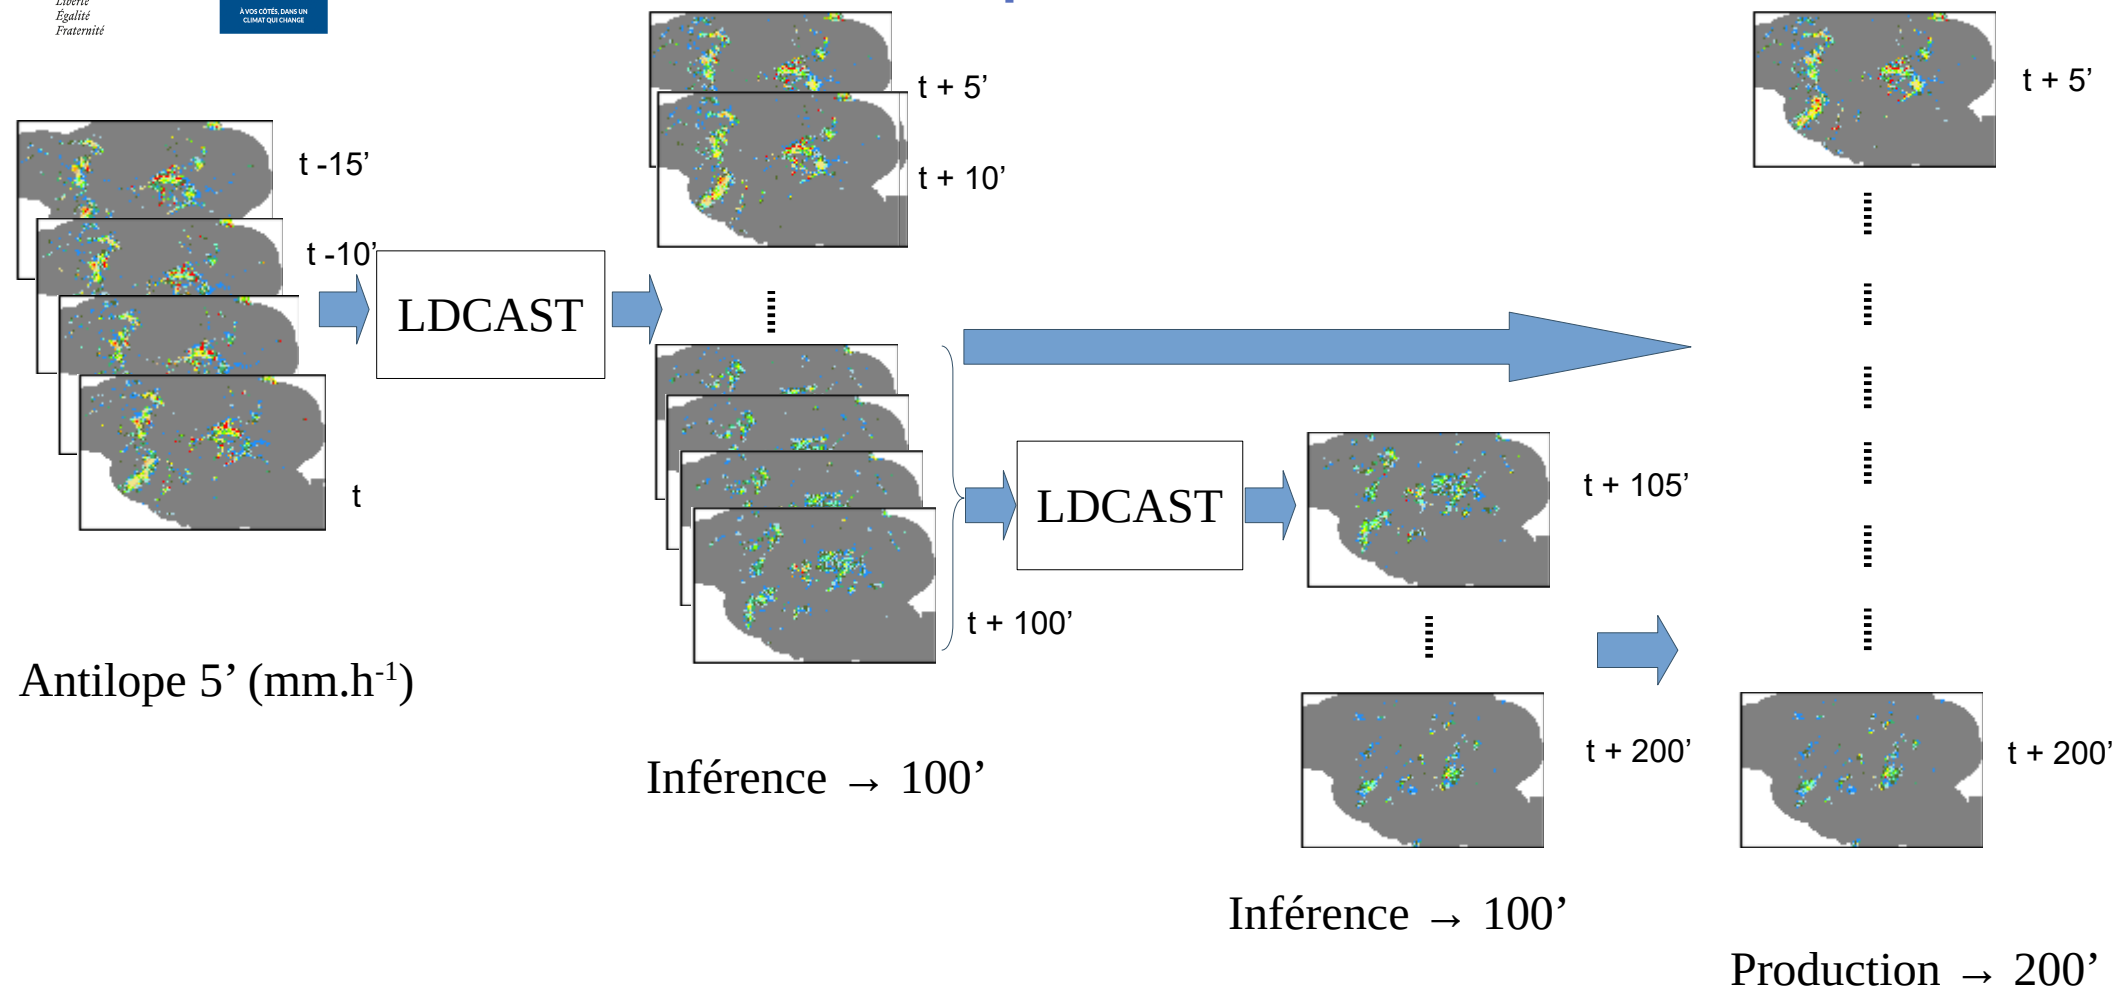 Liberté
Égalité
Fraternité
À VOS CÔTÉS, DANS UN
CLIMAT QUI CHANGE
t + 5’
t + 10’
t + 5’
t -15’
t -10’
LDCAST
t
t + 100’
LDCAST
t + 105’
t + 200’
t + 200’
Antilope 5’ (mm.h-1)
Inférence → 100’
Inférence → 100’
Production → 200’